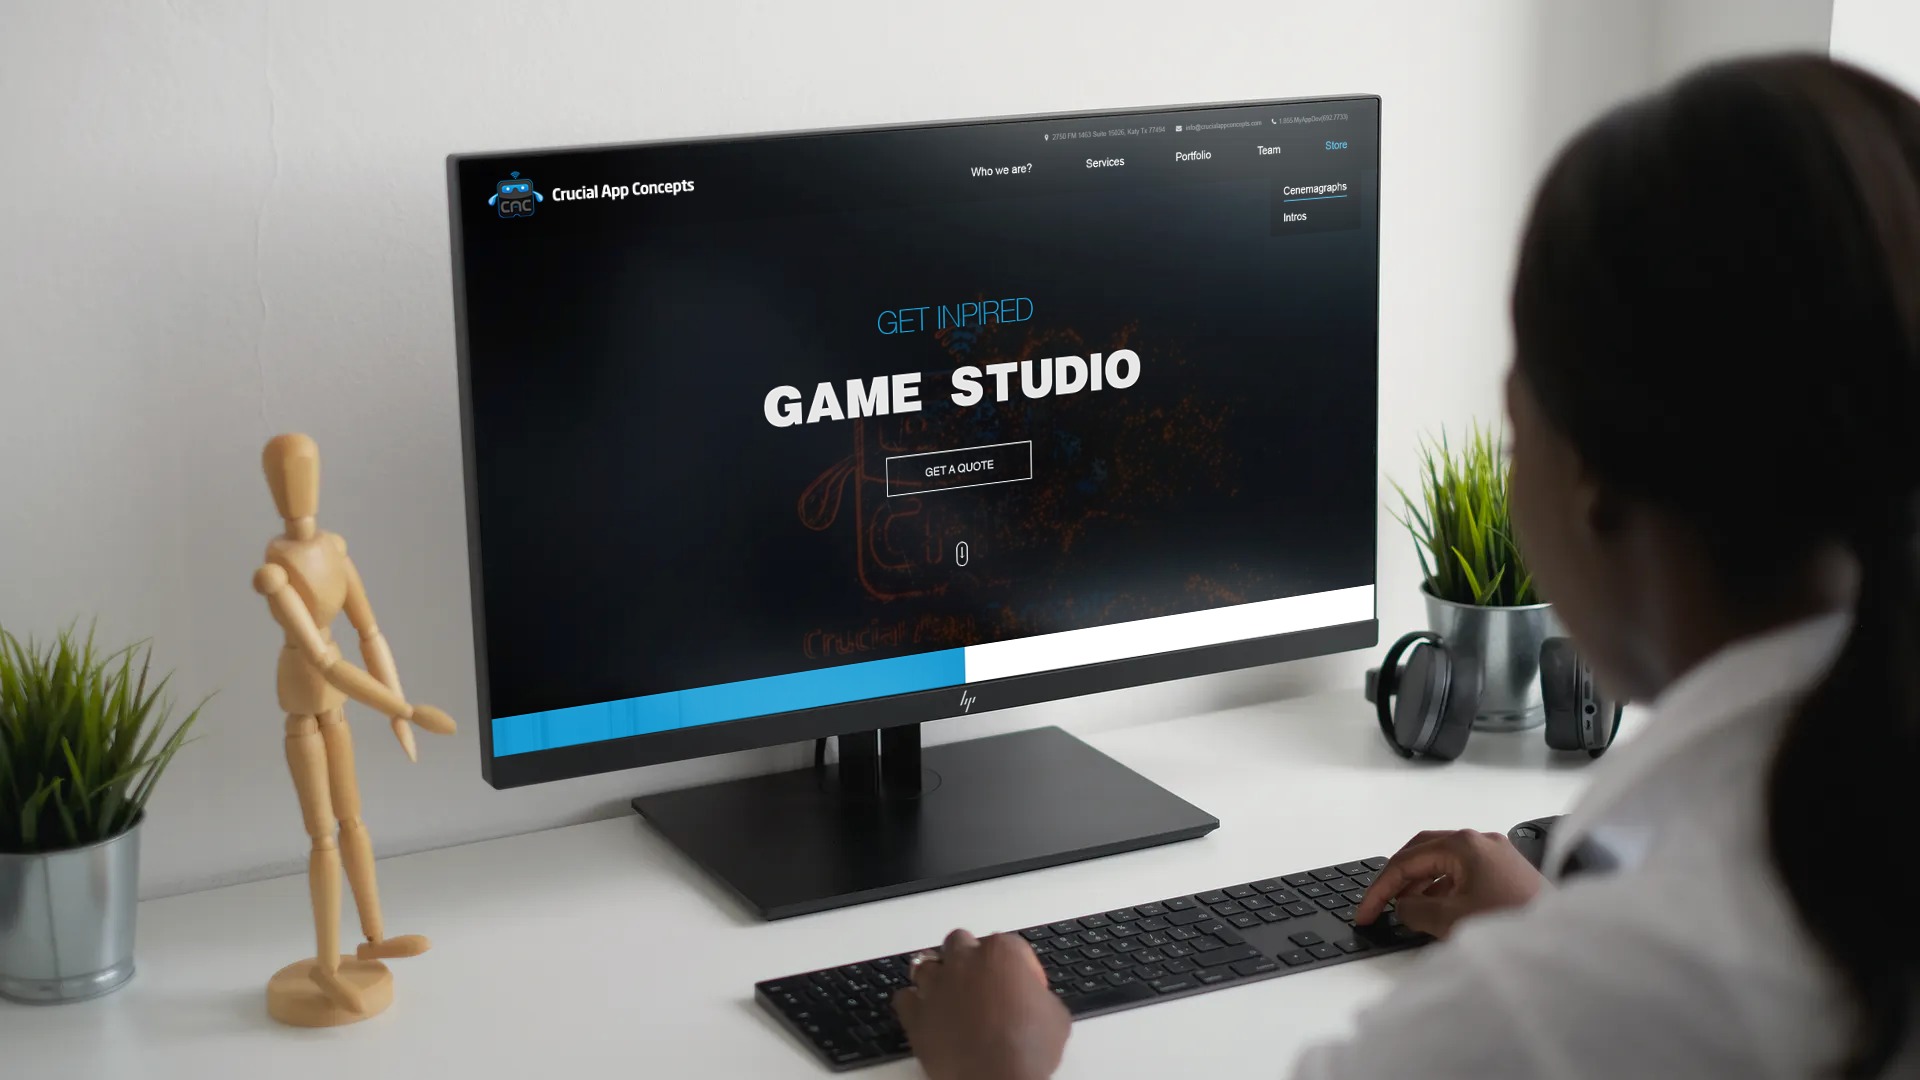 2750 FM 1463 Suite 15026, Katy Tx 77494 info@crucialappconcepts.com 1.855.MyAppDev(692.7733)
Who we are? Services Portfolio Team Store
CAC Crucial App Concepts
Cenemagraphs
Intros
GET INPIRED
GAME STUDIO
GET A QUOTE
Crucial App
hp